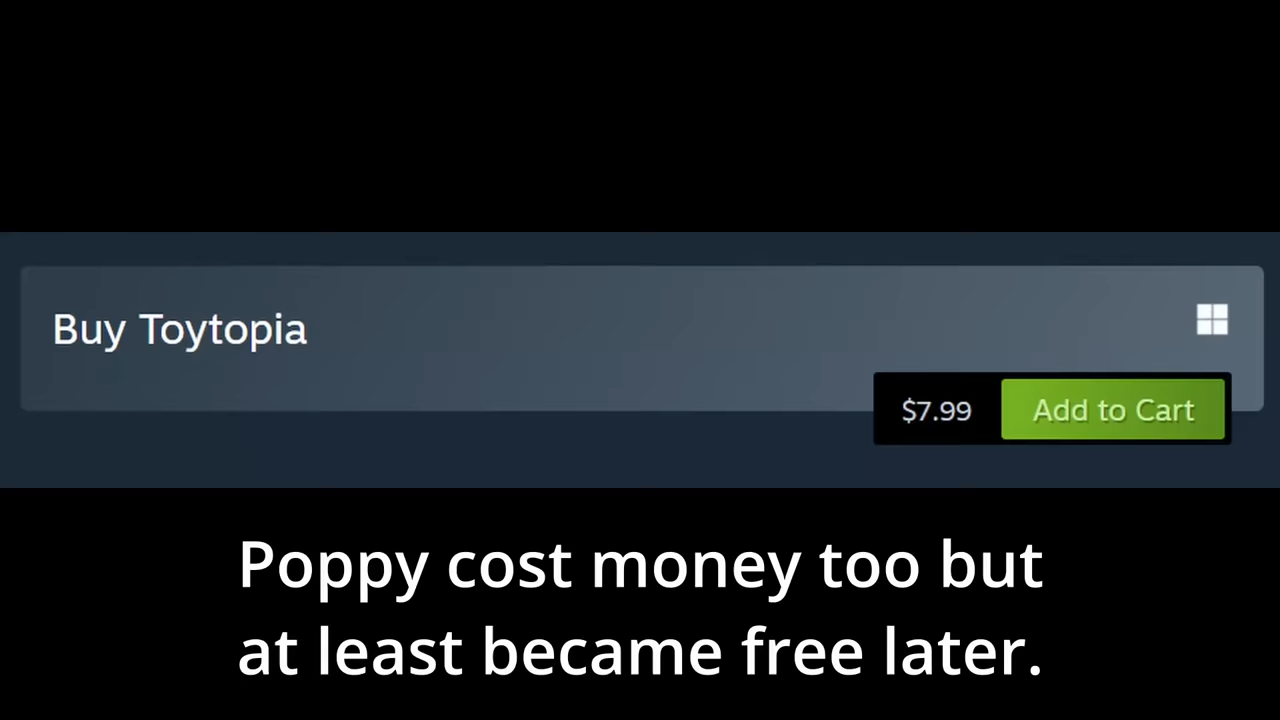 Buy Toytopia
$7.99 Add to Cart
Poppy cost money too but
at least became free later.